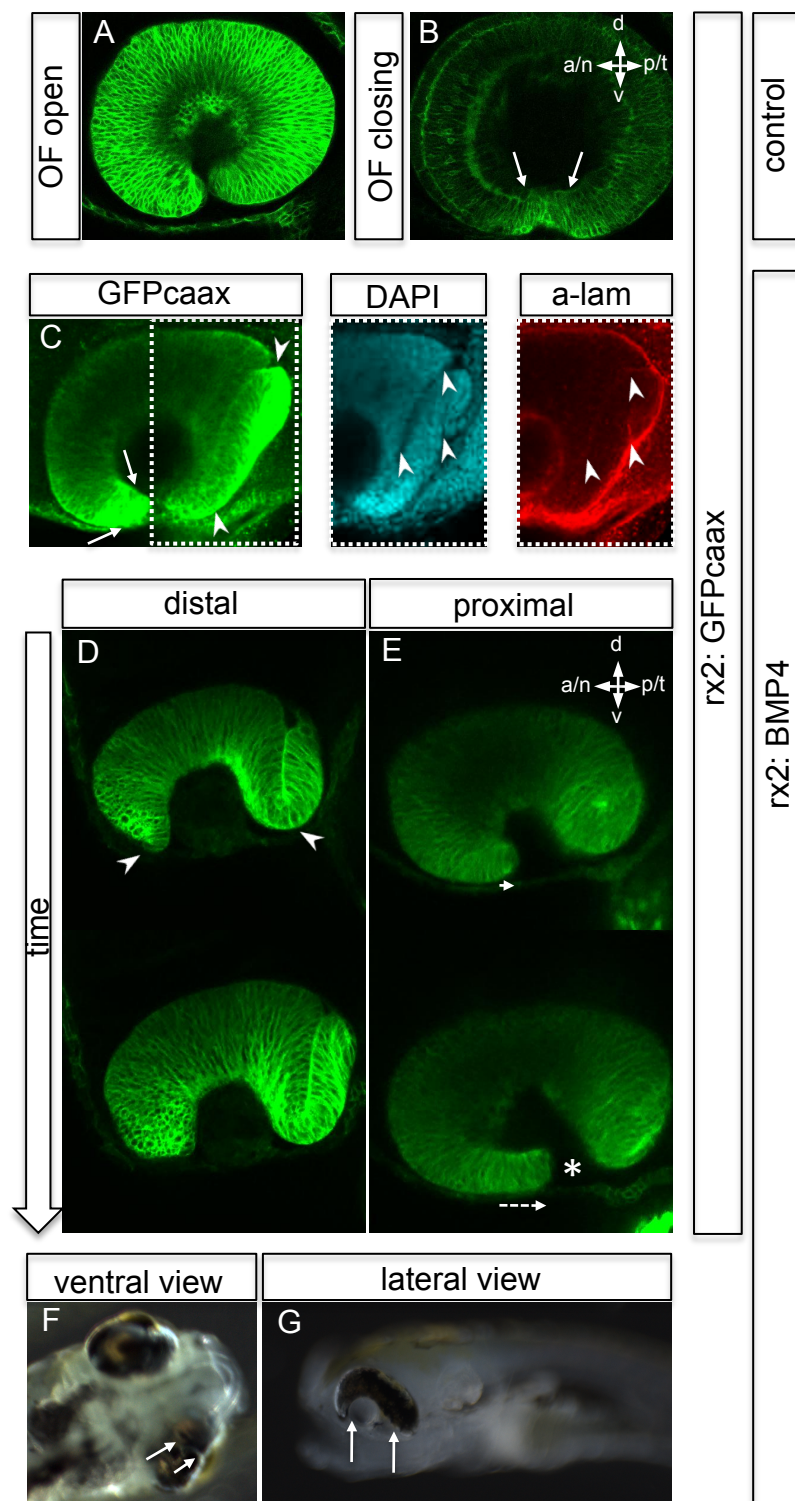 OF open
A
OF closing
B
d
a/n
p/t
v
control
GFPcaax
C
DAPI
a-lam
distal
proximal
D
E
d
a/n
p/t
v
time
*
rx2: GFPcaax
rx2: BMP4
ventral view
lateral view
F
G